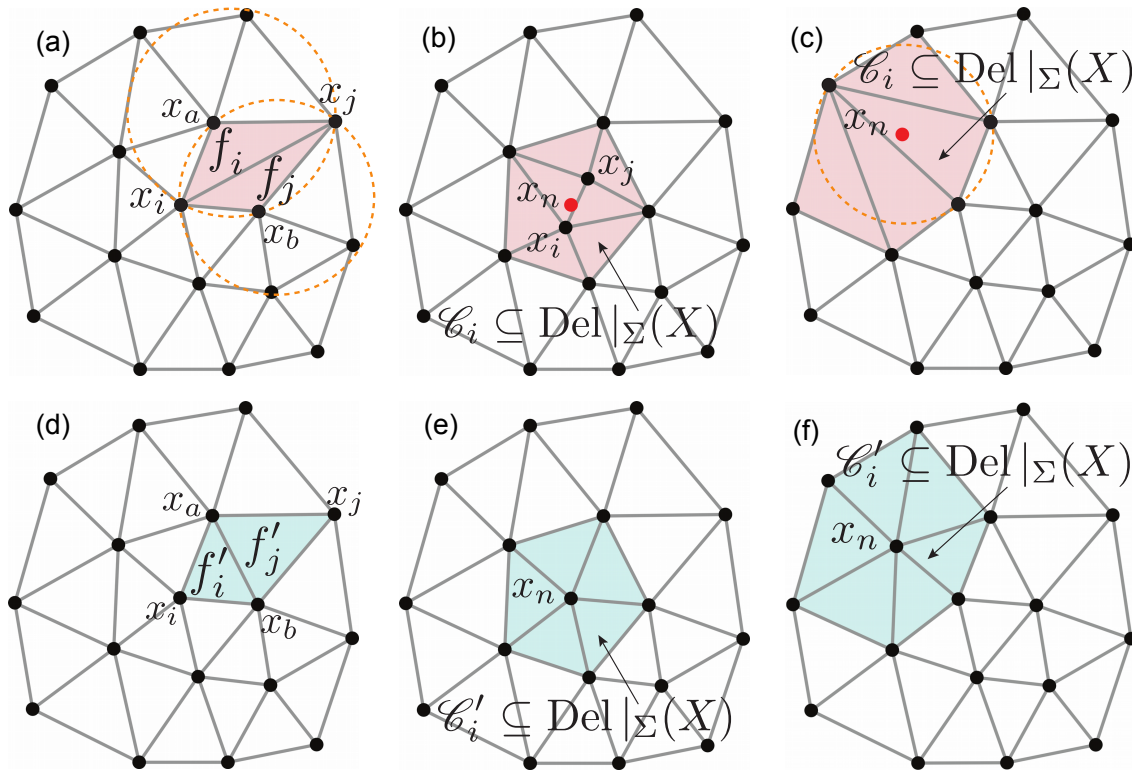 (a)
x_a
x_j
f_i
f_j
x_i
x_b
(b)
x_j
x_n
x_i
𝒞_i ⊆ Del|_Σ(X)
(c)
𝒞_i ⊆ Del|_Σ(X)
x_n
(d)
x_a
x_j
f'_i
f'_j
x_i
x_b
(e)
x_n
𝒞'_i ⊆ Del|_Σ(X)
(f)
𝒞'_i ⊆ Del|_Σ(X)
x_n